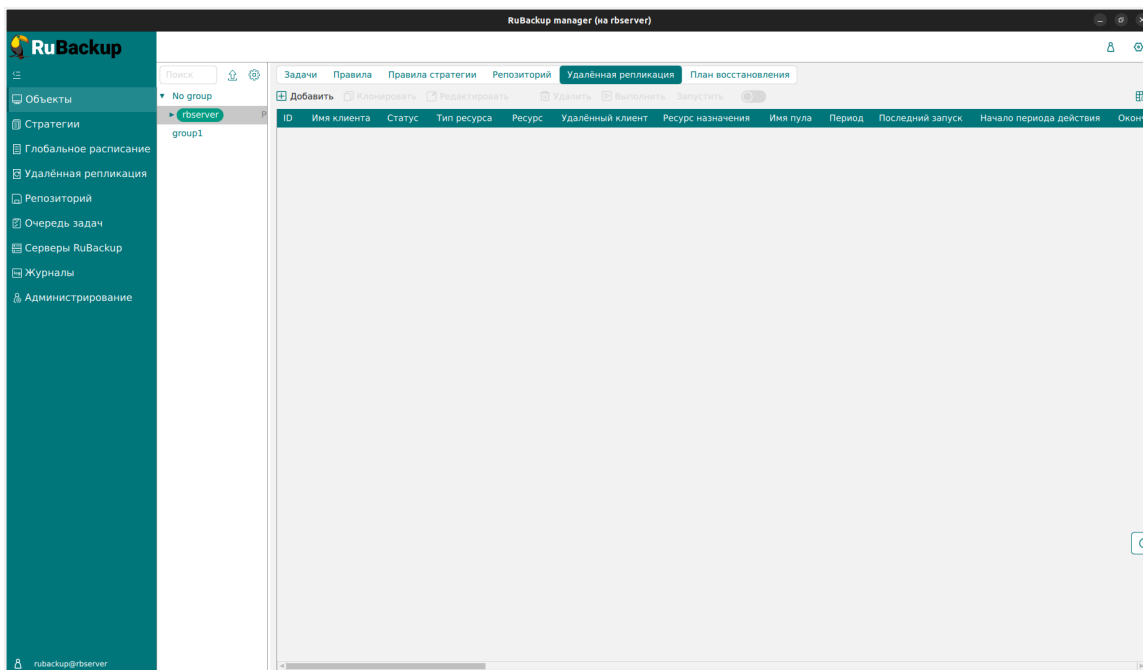 RuBackup manager (на rbserver)
RuBackup
Поиск
Задачи Правила Правила стратегии Репозиторий Удалённая репликация План восстановления
Объекты
Стратегии
Глобальное расписание
Удалённая репликация
Репозиторий
Очередь задач
Серверы RuBackup
Журналы
Администрирование
No group
rbserver
group1
Добавить Клонировать Редактировать Удалить Выполнить Запустить
ID Имя клиента Статус Тип ресурса Ресурс Удалённый клиент Ресурс назначения Имя пула Период Последний запуск Начало периода действия
rubackup@rbserver